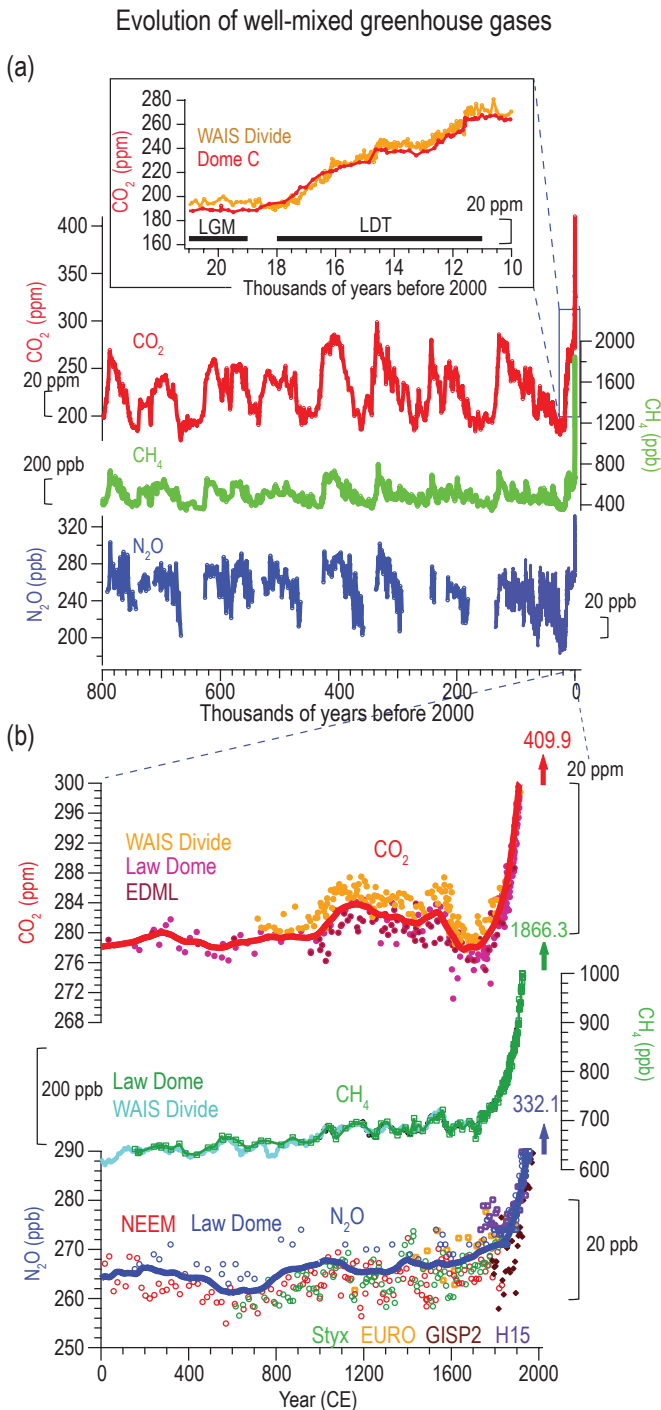 Evolution of well-mixed greenhouse gases
(a)
280
260
240
220
200
180
160
CO₂ (ppm)
WAIS Divide
Dome C
20 ppm
LGM
LDT
20
18
16
14
12
10
Thousands of years before 2000
400
350
300
250
200
CO₂ (ppm)
20 ppm
CO₂
2000
1600
1200
800
400
CH₄ (ppb)
200 ppb
CH₄
320
280
240
200
N₂O (ppb)
N₂O
20 ppb
800
600
400
200
0
Thousands of years before 2000
(b)
409.9
20 ppm
300
296
292
288
284
280
276
272
268
CO₂ (ppm)
WAIS Divide
Law Dome
EDML
CO₂
1866.3
1000
900
800
700
600
CH₄ (ppb)
200 ppb
Law Dome
WAIS Divide
CH₄
332.1
290
280
270
260
250
N₂O (ppb)
NEEM
Law Dome
N₂O
20 ppb
Styx
EURO
GISP2
H15
0
400
800
1200
1600
2000
Year (CE)